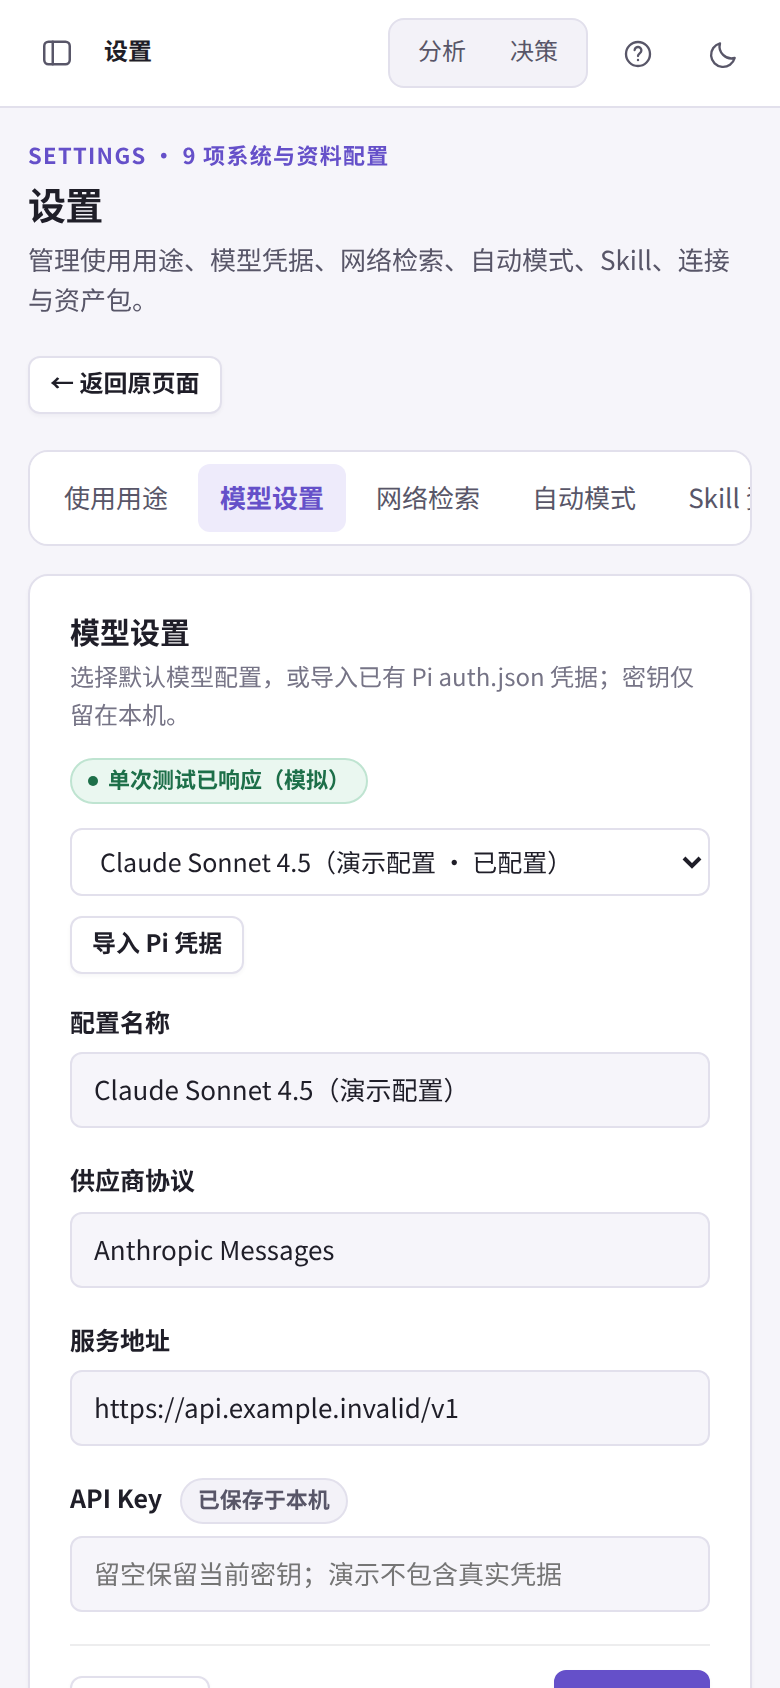 设置
分析
决策
SETTINGS · 9 项系统与资料配置
设置
管理使用用途、模型凭据、网络检索、自动模式、Skill、连接
与资产包。
← 返回原页面
使用用途
模型设置
网络检索
自动模式
Skill
模型设置
选择默认模型配置，或导入已有 Pi auth.json 凭据；密钥仅
留在本机。
单次测试已响应（模拟）
Claude Sonnet 4.5（演示配置 · 已配置）
导入 Pi 凭据
配置名称
Claude Sonnet 4.5（演示配置）
供应商协议
Anthropic Messages
服务地址
https://api.example.invalid/v1
API Key
已保存于本机
留空保留当前密钥；演示不包含真实凭据